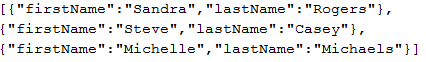 [{"firstName":"Sandra","lastName":"Rogers"},
{"firstName":"Steve","lastName":"Casey"},
{"firstName":"Michelle","lastName":"Michaels"}]